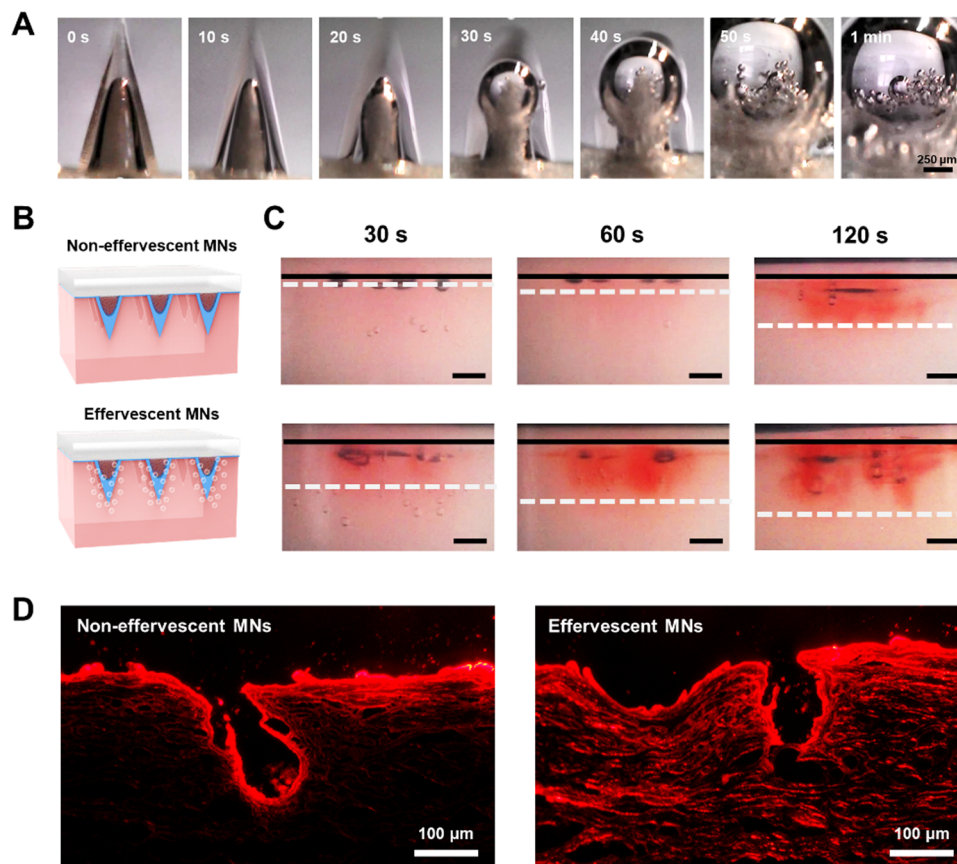 A
0 s
10 s
20 s
30 s
40 s
50 s
1 min
250 μm
B
Non-effervescent MNs
Effervescent MNs
C
30 s
60 s
120 s
D
Non-effervescent MNs
100 μm
Effervescent MNs
100 μm